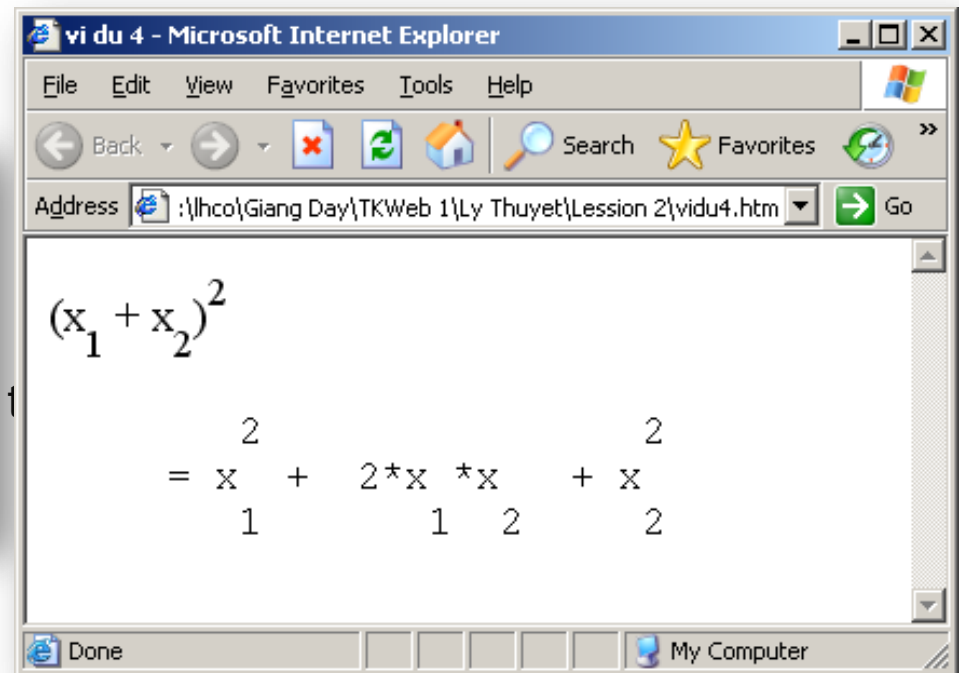 vi du 4 - Microsoft Internet Explorer
File Edit View Favorites Tools Help
Back Search Favorites »
Address :\lhco\Giang Day\TKWeb 1\Ly Thuyet\Lession 2\vidu4.htm Go
(x₁ + x₂)²
t
2 2
= x + 2*x *x + x
1 1 2 2
Done My Computer